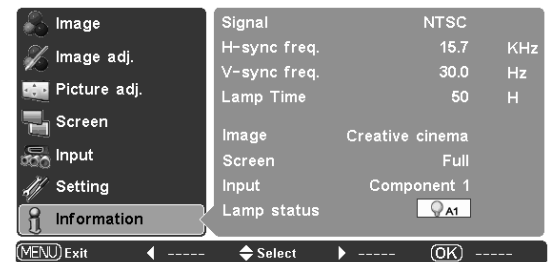 Image
Image adj.
Picture adj.
Screen
Input
Setting
Information
Signal NTSC
H-sync freq. 15.7 KHz
V-sync freq. 30.0 Hz
Lamp Time 50 H
Image Creative cinema
Screen Full
Input Component 1
Lamp status A1
MENU Exit ◀ ----- Select ▶ ----- OK -----